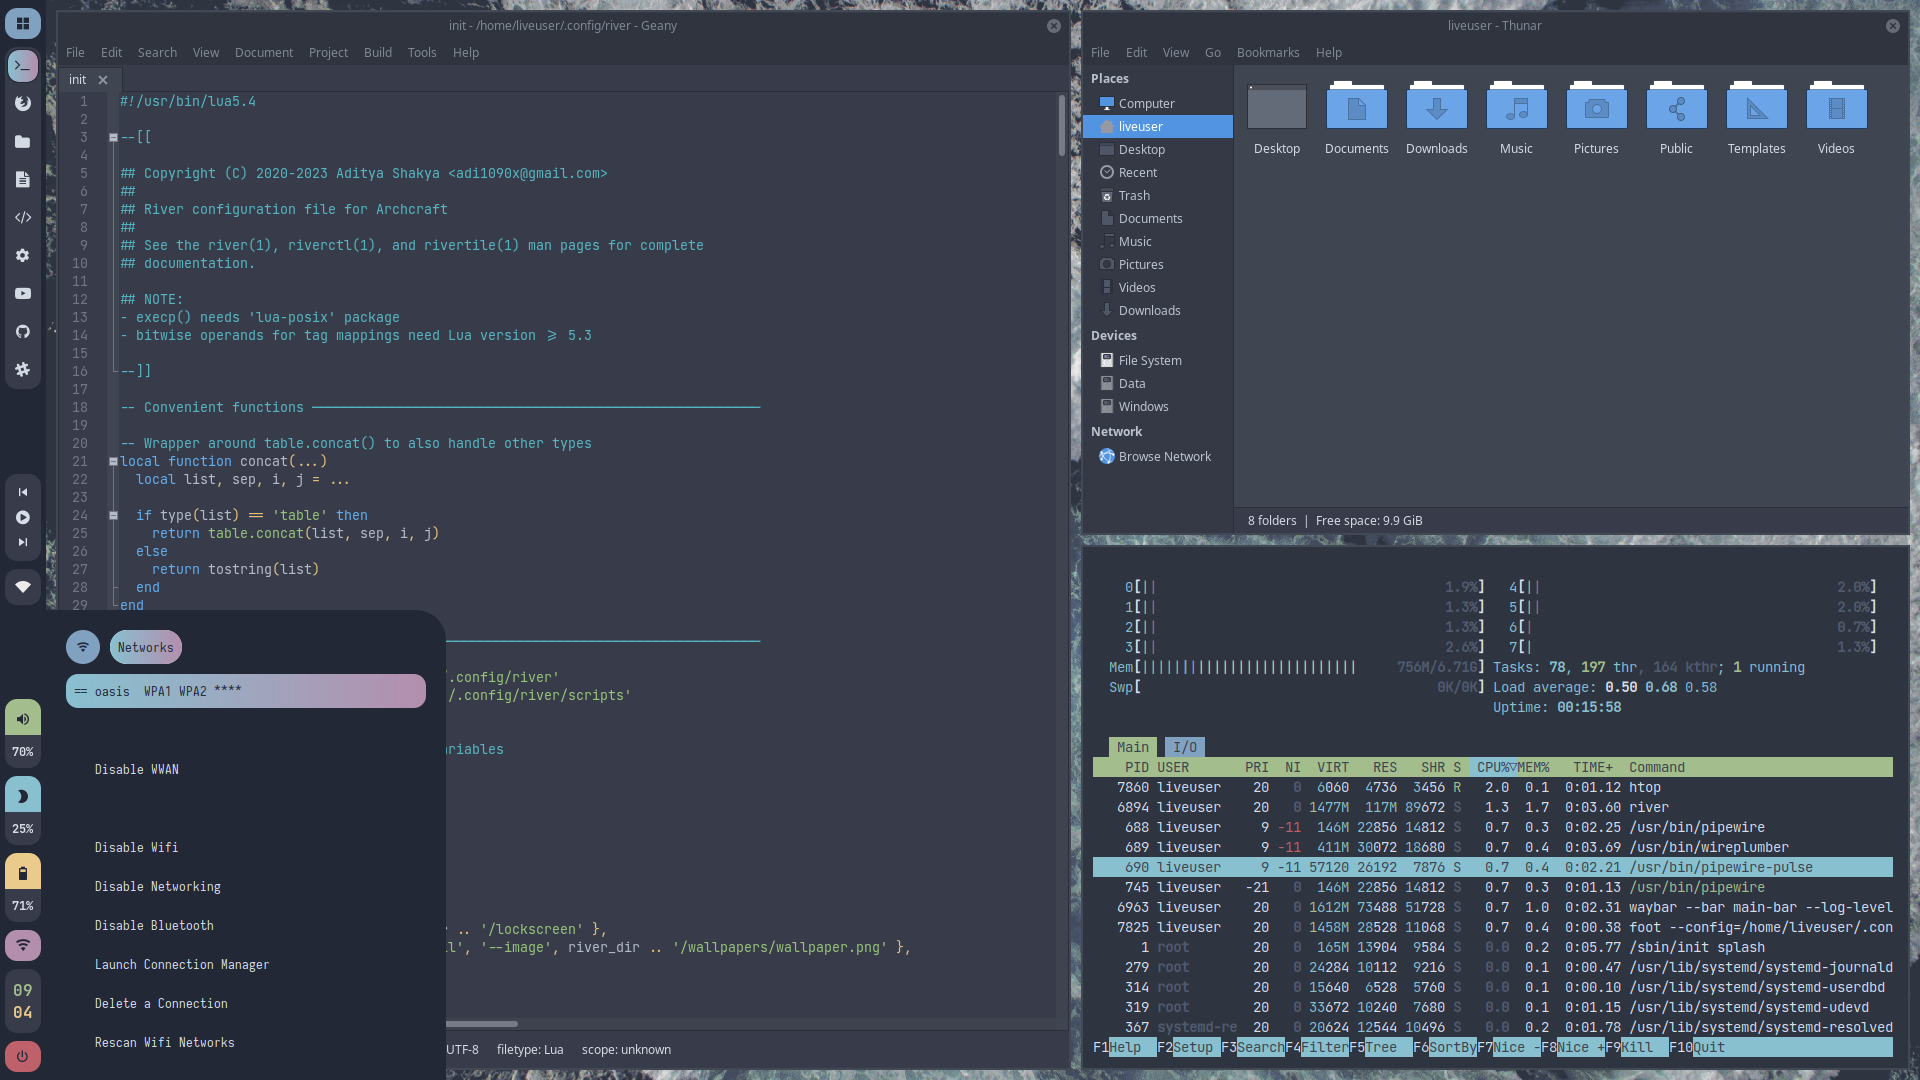 init - /home/liveuser/.config/river - Geany
File Edit Search View Document Project Build Tools Help
init
1 #!/usr/bin/lua5.4
2
3 --[[
4
5 ## Copyright (C) 2020-2023 Aditya Shakya <adi1090x@gmail.com>
6 ##
7 ## River configuration file for Archcraft
8 ##
9 ## See the river(1), riverctl(1), and rivertile(1) man pages for complete
10 ## documentation.
11
12 ## NOTE:
13 - execp() needs 'lua-posix' package
14 - bitwise operands for tag mappings need Lua version >= 5.3
15
16 --]]
17
18 -- Convenient functions
19
20 -- Wrapper around table.concat() to also handle other types
21 local function concat(...)
22 local list, sep, i, j = ...
23
24 if type(list) == 'table' then
25 return table.concat(list, sep, i, j)
26 else
27 return tostring(list)
28 end
29 end
/.config/river'
/.config/river/scripts'
riables
.. '/lockscreen' },
l', '--image', river_dir .. '/wallpapers/wallpaper.png' },
UTF-8 filetype: Lua scope: unknown
Networks
== oasis WPA1 WPA2 ****
Disable WWAN
Disable Wifi
Disable Networking
Disable Bluetooth
Launch Connection Manager
Delete a Connection
Rescan Wifi Networks
70%
25%
71%
09
04
liveuser - Thunar
File Edit View Go Bookmarks Help
Places
Computer
liveuser
Desktop
Recent
Trash
Documents
Music
Pictures
Videos
Downloads
Devices
File System
Data
Windows
Network
Browse Network
Desktop Documents Downloads Music Pictures Public Templates Videos
8 folders | Free space: 9.9 GiB
0[|| 1.9%] 4[|| 2.0%]
1[|| 1.3%] 5[|| 2.0%]
2[|| 1.3%] 6[| 0.7%]
3[|| 2.6%] 7[| 1.3%]
Mem[||||||||||||||||||||||||||| 756M/6.71G] Tasks: 78, 197 thr, 164 kthr; 1 running
Swp[ 0K/0K] Load average: 0.50 0.68 0.58
Uptime: 00:15:58
Main I/O
PID USER PRI NI VIRT RES SHR S CPU%▽MEM% TIME+ Command
7860 liveuser 20 0 6060 4736 3456 R 2.0 0.1 0:01.12 htop
6894 liveuser 20 0 1477M 117M 89672 S 1.3 1.7 0:03.60 river
688 liveuser 9 -11 146M 22856 14812 S 0.7 0.3 0:02.25 /usr/bin/pipewire
689 liveuser 9 -11 411M 30072 18680 S 0.7 0.4 0:03.69 /usr/bin/wireplumber
690 liveuser 9 -11 57120 26192 7876 S 0.7 0.4 0:02.21 /usr/bin/pipewire-pulse
745 liveuser -21 0 146M 22856 14812 S 0.7 0.3 0:01.13 /usr/bin/pipewire
6963 liveuser 20 0 1612M 73488 51728 S 0.7 1.0 0:02.31 waybar --bar main-bar --log-level
7825 liveuser 20 0 1458M 28528 11068 S 0.7 0.4 0:00.38 foot --config=/home/liveuser/.con
1 root 20 0 165M 13904 9584 S 0.0 0.2 0:05.77 /sbin/init splash
279 root 20 0 24284 10112 9216 S 0.0 0.1 0:00.47 /usr/lib/systemd/systemd-journald
314 root 20 0 15640 6528 5760 S 0.0 0.1 0:00.10 /usr/lib/systemd/systemd-userdbd
319 root 20 0 33672 10240 7680 S 0.0 0.1 0:01.15 /usr/lib/systemd/systemd-udevd
367 systemd-re 20 0 20624 12544 10496 S 0.0 0.2 0:01.78 /usr/lib/systemd/systemd-resolved
F1Help F2Setup F3SearchF4FilterF5Tree F6SortByF7Nice -F8Nice +F9Kill F10Quit